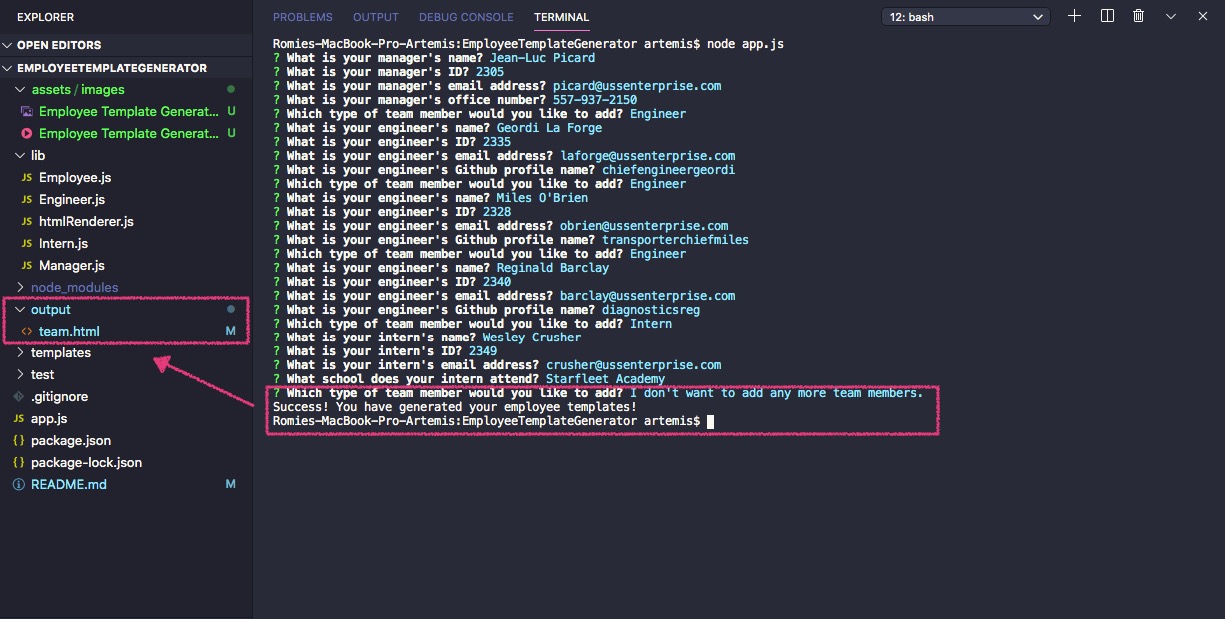 EXPLORER
OPEN EDITORS
EMPLOYEETEMPLATEGENERATOR
assets / images
Employee Template Generat... U
Employee Template Generat... U
lib
JS Employee.js
JS Engineer.js
JS htmlRenderer.js
JS Intern.js
JS Manager.js
node_modules
output
<> team.html M
templates
test
.gitignore
JS app.js
{} package.json
{} package-lock.json
README.md M
PROBLEMS OUTPUT DEBUG CONSOLE TERMINAL 12: bash
Romies-MacBook-Pro-Artemis:EmployeeTemplateGenerator artemis$ node app.js
? What is your manager's name? Jean-Luc Picard
? What is your manager's ID? 2305
? What is your manager's email address? picard@ussenterprise.com
? What is your manager's office number? 557-937-2150
? Which type of team member would you like to add? Engineer
? What is your engineer's name? Geordi La Forge
? What is your engineer's ID? 2335
? What is your engineer's email address? laforge@ussenterprise.com
? What is your engineer's Github profile name? chiefengineergeordi
? Which type of team member would you like to add? Engineer
? What is your engineer's name? Miles O'Brien
? What is your engineer's ID? 2328
? What is your engineer's email address? obrien@ussenterprise.com
? What is your engineer's Github profile name? transporterchiefmiles
? Which type of team member would you like to add? Engineer
? What is your engineer's name? Reginald Barclay
? What is your engineer's ID? 2340
? What is your engineer's email address? barclay@ussenterprise.com
? What is your engineer's Github profile name? diagnosticsreg
? Which type of team member would you like to add? Intern
? What is your intern's name? Wesley Crusher
? What is your intern's ID? 2349
? What is your intern's email address? crusher@ussenterprise.com
? What school does your intern attend? Starfleet Academy
? Which type of team member would you like to add? I don't want to add any more team members.
Success! You have generated your employee templates!
Romies-MacBook-Pro-Artemis:EmployeeTemplateGenerator artemis$